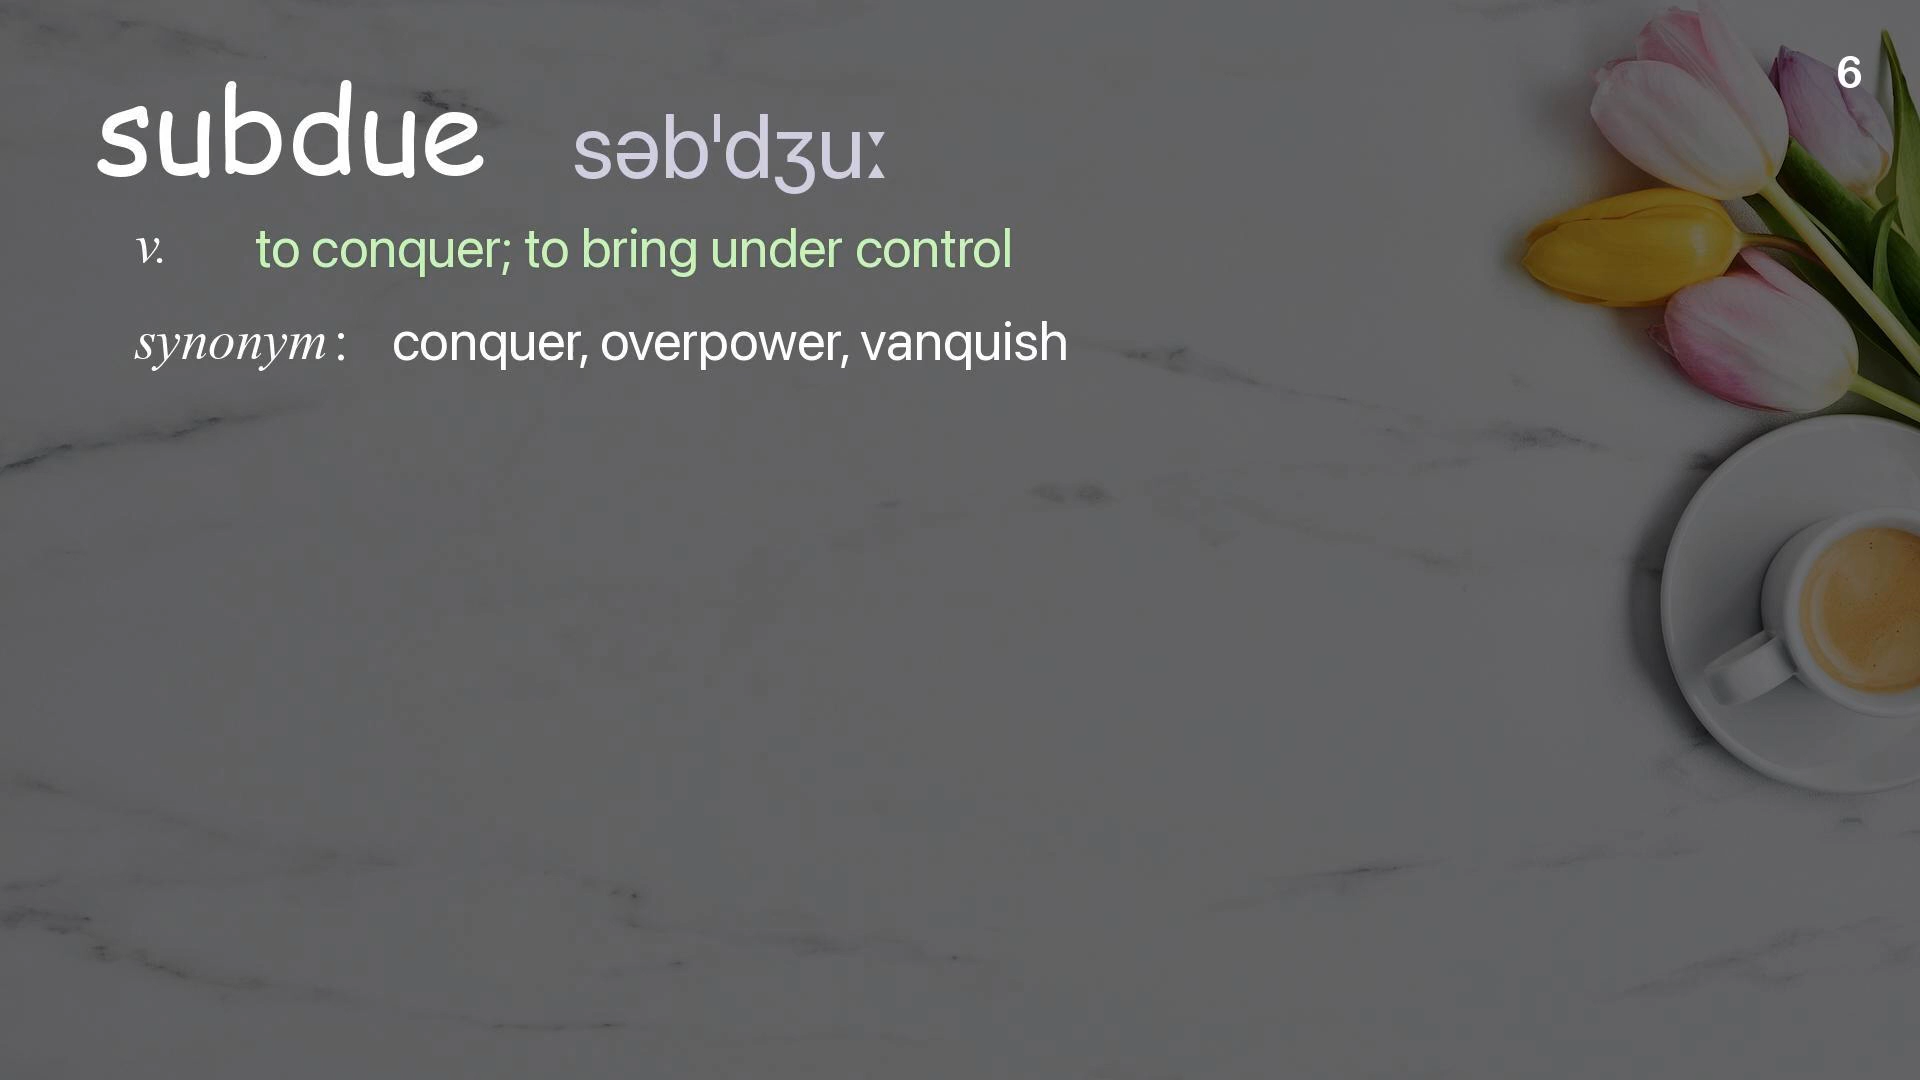 6
subdue səbˈdʒuː
v. to conquer; to bring under control
synonym : conquer, overpower, vanquish